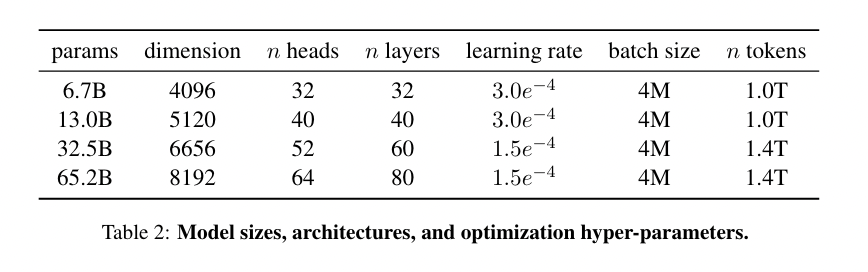 params dimension n heads n layers learning rate batch size n tokens
6.7B 4096 32 32 3.0e⁻⁴ 4M 1.0T
13.0B 5120 40 40 3.0e⁻⁴ 4M 1.0T
32.5B 6656 52 60 1.5e⁻⁴ 4M 1.4T
65.2B 8192 64 80 1.5e⁻⁴ 4M 1.4T
Table 2: Model sizes, architectures, and optimization hyper-parameters.